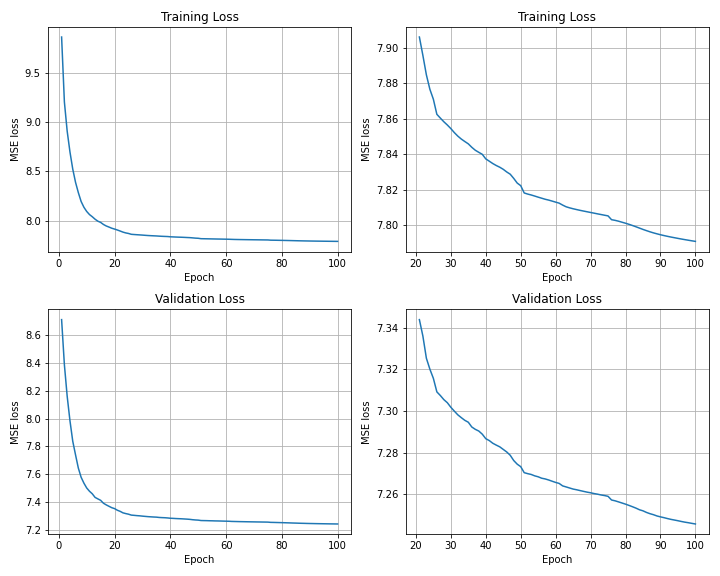 Training Loss
MSE loss
9.5
9.0
8.5
8.0
0 20 40 60 80 100
Epoch
Training Loss
MSE loss
7.90
7.88
7.86
7.84
7.82
7.80
20 30 40 50 60 70 80 90 100
Epoch
Validation Loss
MSE loss
8.6
8.4
8.2
8.0
7.8
7.6
7.4
7.2
0 20 40 60 80 100
Epoch
Validation Loss
MSE loss
7.34
7.32
7.30
7.28
7.26
20 30 40 50 60 70 80 90 100
Epoch